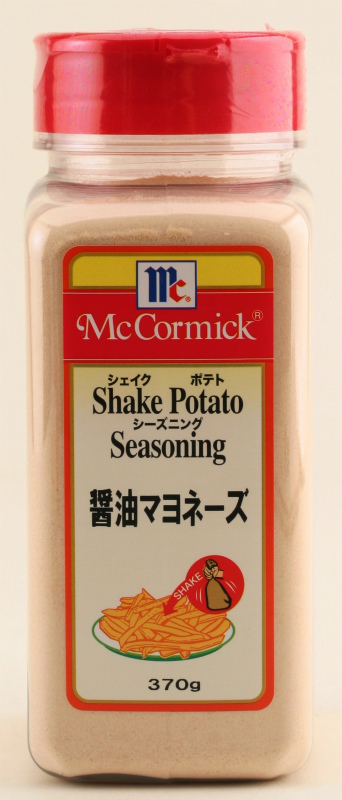 Mc.
McCormick®
シェイク ポテト
Shake Potato
シーズニング
Seasoning
醤油マヨネーズ
SHAKE
370g